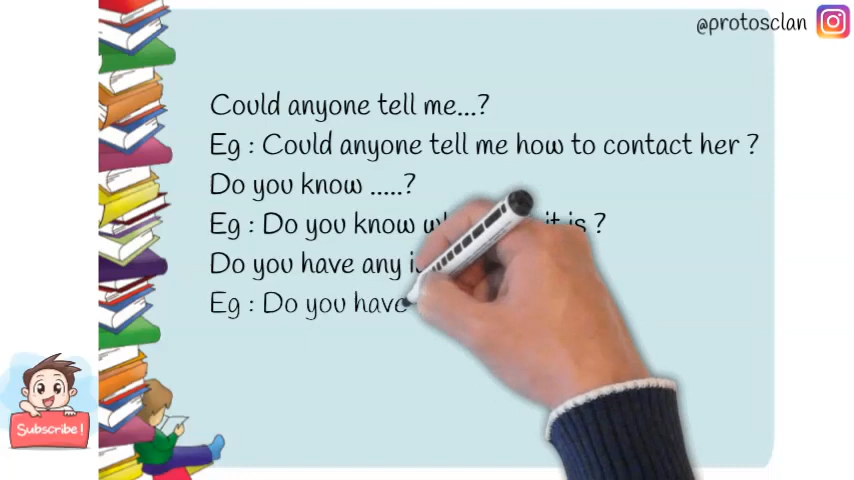 @protosclan
Could anyone tell me...?
Eg : Could anyone tell me how to contact her ?
Do you know .....?
Eg : Do you know it is ?
Do you have any
Eg : Do you have
Subscribe!